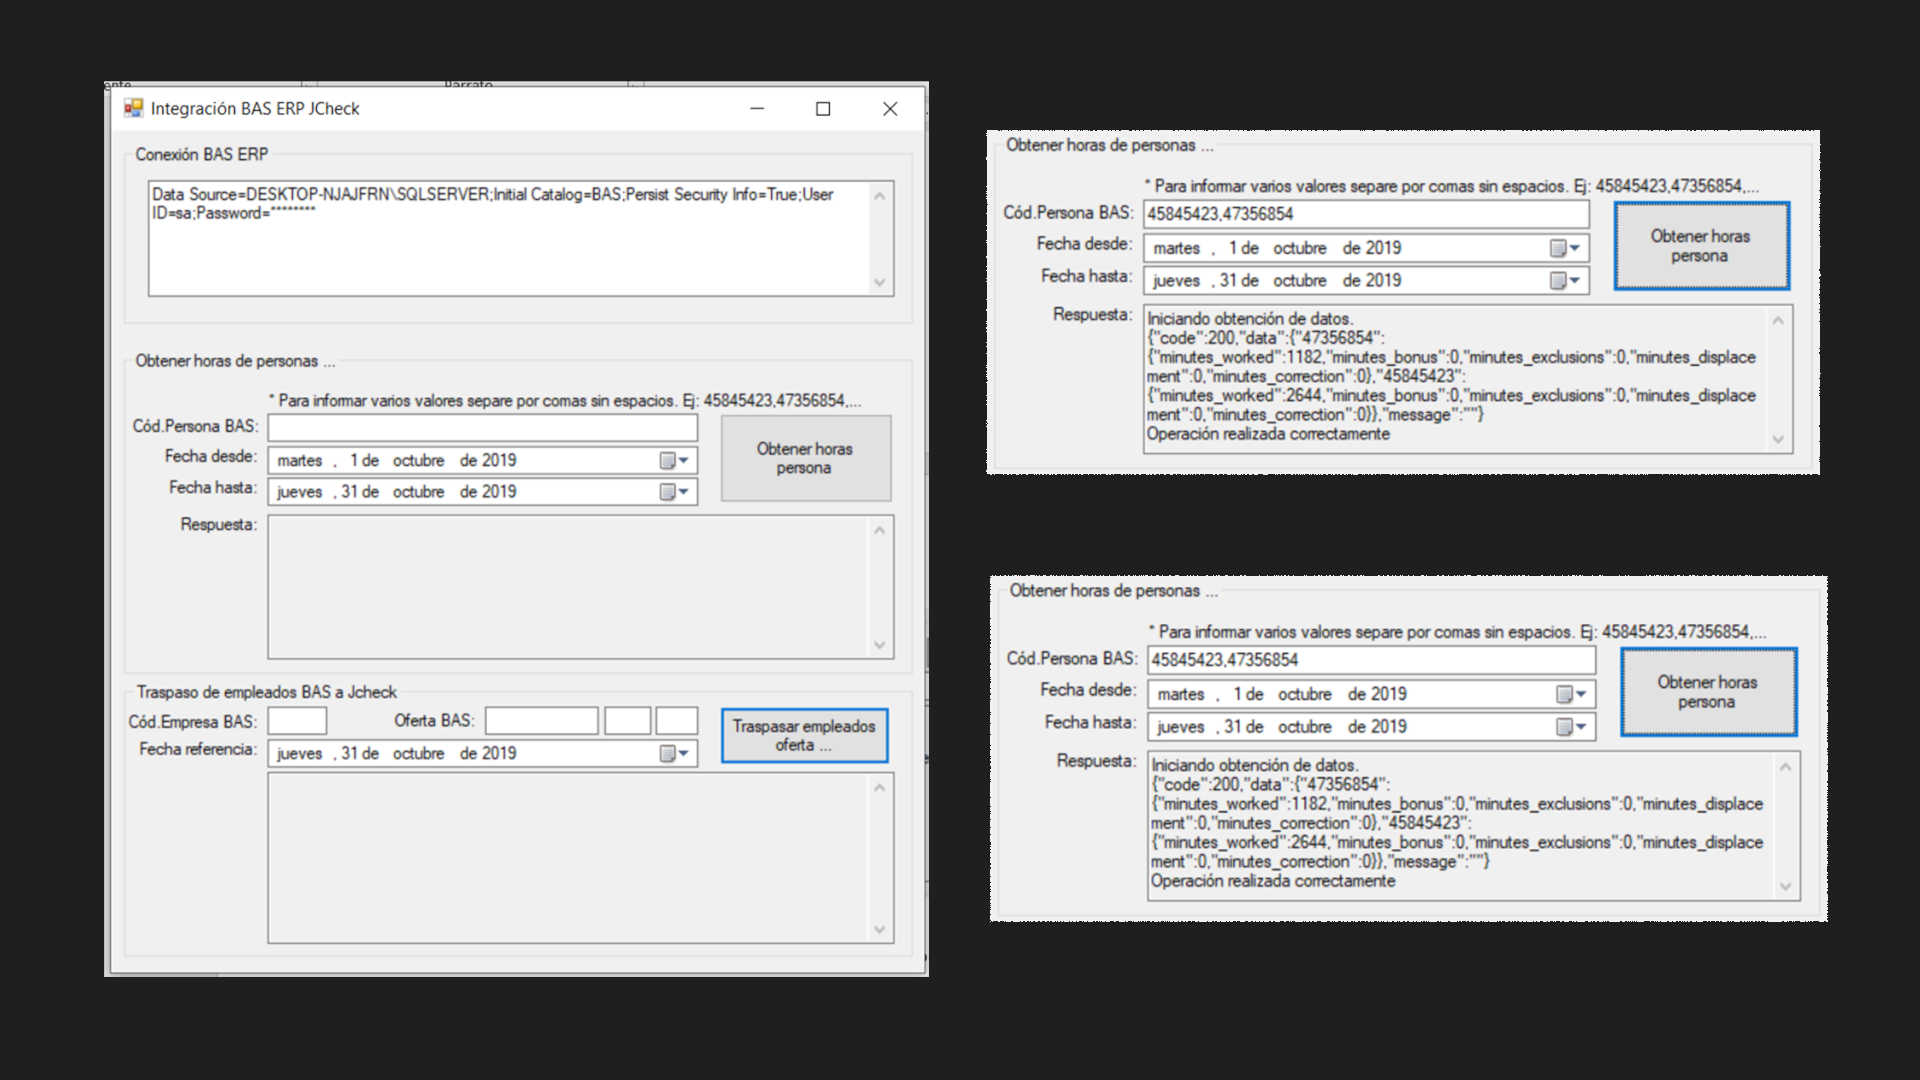 ente
Parrafo
Integración BAS ERP JCheck
Conexión BAS ERP
Data Source=DESKTOP-NJAJFRN\SQLSERVER;Initial Catalog=BAS;Persist Security Info=True;User
ID=sa;Password=********
Obtener horas de personas ...
* Para informar varios valores separe por comas sin espacios. Ej: 45845423,47356854,...
Cód.Persona BAS:
Fecha desde: martes , 1 de octubre de 2019
Fecha hasta: jueves , 31 de octubre de 2019
Obtener horas
persona
Respuesta:
Traspaso de empleados BAS a Jcheck
Cód.Empresa BAS: Oferta BAS:
Fecha referencia: jueves , 31 de octubre de 2019
Traspasar empleados
oferta ...
Obtener horas de personas ...
* Para informar varios valores separe por comas sin espacios. Ej: 45845423,47356854,...
Cód.Persona BAS: 45845423,47356854
Fecha desde: martes , 1 de octubre de 2019
Fecha hasta: jueves , 31 de octubre de 2019
Obtener horas
persona
Respuesta: Iniciando obtención de datos.
{"code":200,"data":{"47356854":
{"minutes_worked":1182,"minutes_bonus":0,"minutes_exclusions":0,"minutes_displace
ment":0,"minutes_correction":0},"45845423":
{"minutes_worked":2644,"minutes_bonus":0,"minutes_exclusions":0,"minutes_displace
ment":0,"minutes_correction":0}},"message":""}
Operación realizada correctamente
Obtener horas de personas ...
* Para informar varios valores separe por comas sin espacios. Ej: 45845423,47356854,...
Cód.Persona BAS: 45845423,47356854
Fecha desde: martes , 1 de octubre de 2019
Fecha hasta: jueves , 31 de octubre de 2019
Obtener horas
persona
Respuesta: Iniciando obtención de datos.
{"code":200,"data":{"47356854":
{"minutes_worked":1182,"minutes_bonus":0,"minutes_exclusions":0,"minutes_displace
ment":0,"minutes_correction":0},"45845423":
{"minutes_worked":2644,"minutes_bonus":0,"minutes_exclusions":0,"minutes_displace
ment":0,"minutes_correction":0}},"message":""}
Operación realizada correctamente